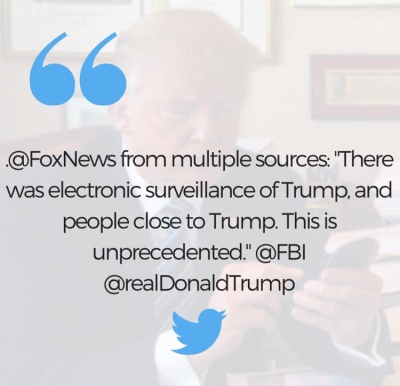 .@FoxNews from multiple sources: "There
was electronic surveillance of Trump, and
people close to Trump. This is
unprecedented." @FBI
@realDonaldTrump